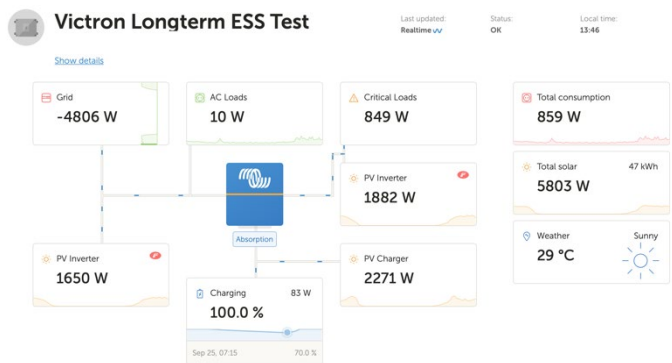 Victron Longterm ESS Test
Last updated:
Realtime
Status:
OK
Local time:
13:46
Show details
Grid
-4806 W
AC Loads
10 W
Critical Loads
849 W
Total consumption
859 W
PV Inverter
1882 W
Total solar
47 kWh
5803 W
Absorption
PV Inverter
1650 W
Charging
83 W
100.0 %
Sep 25, 07:15
70.0 %
PV Charger
2271 W
Weather
Sunny
29 °C